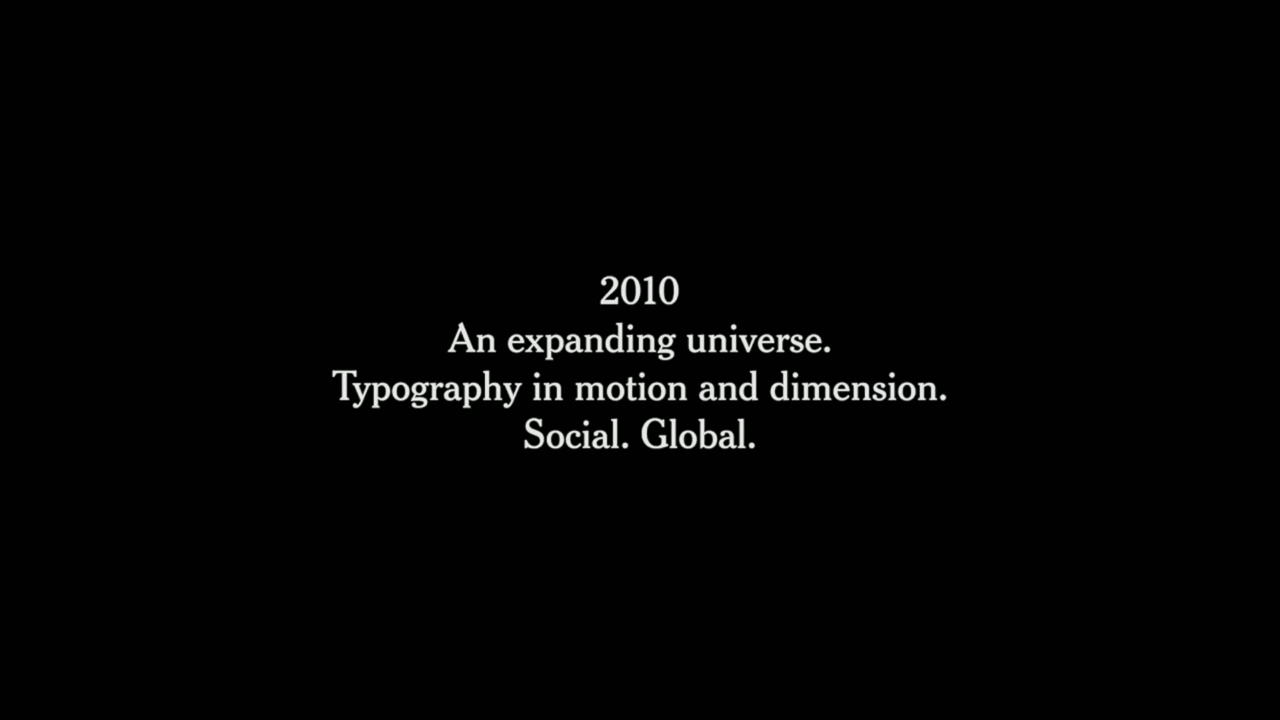 2010
An expanding universe.
Typography in motion and dimension.
Social. Global.